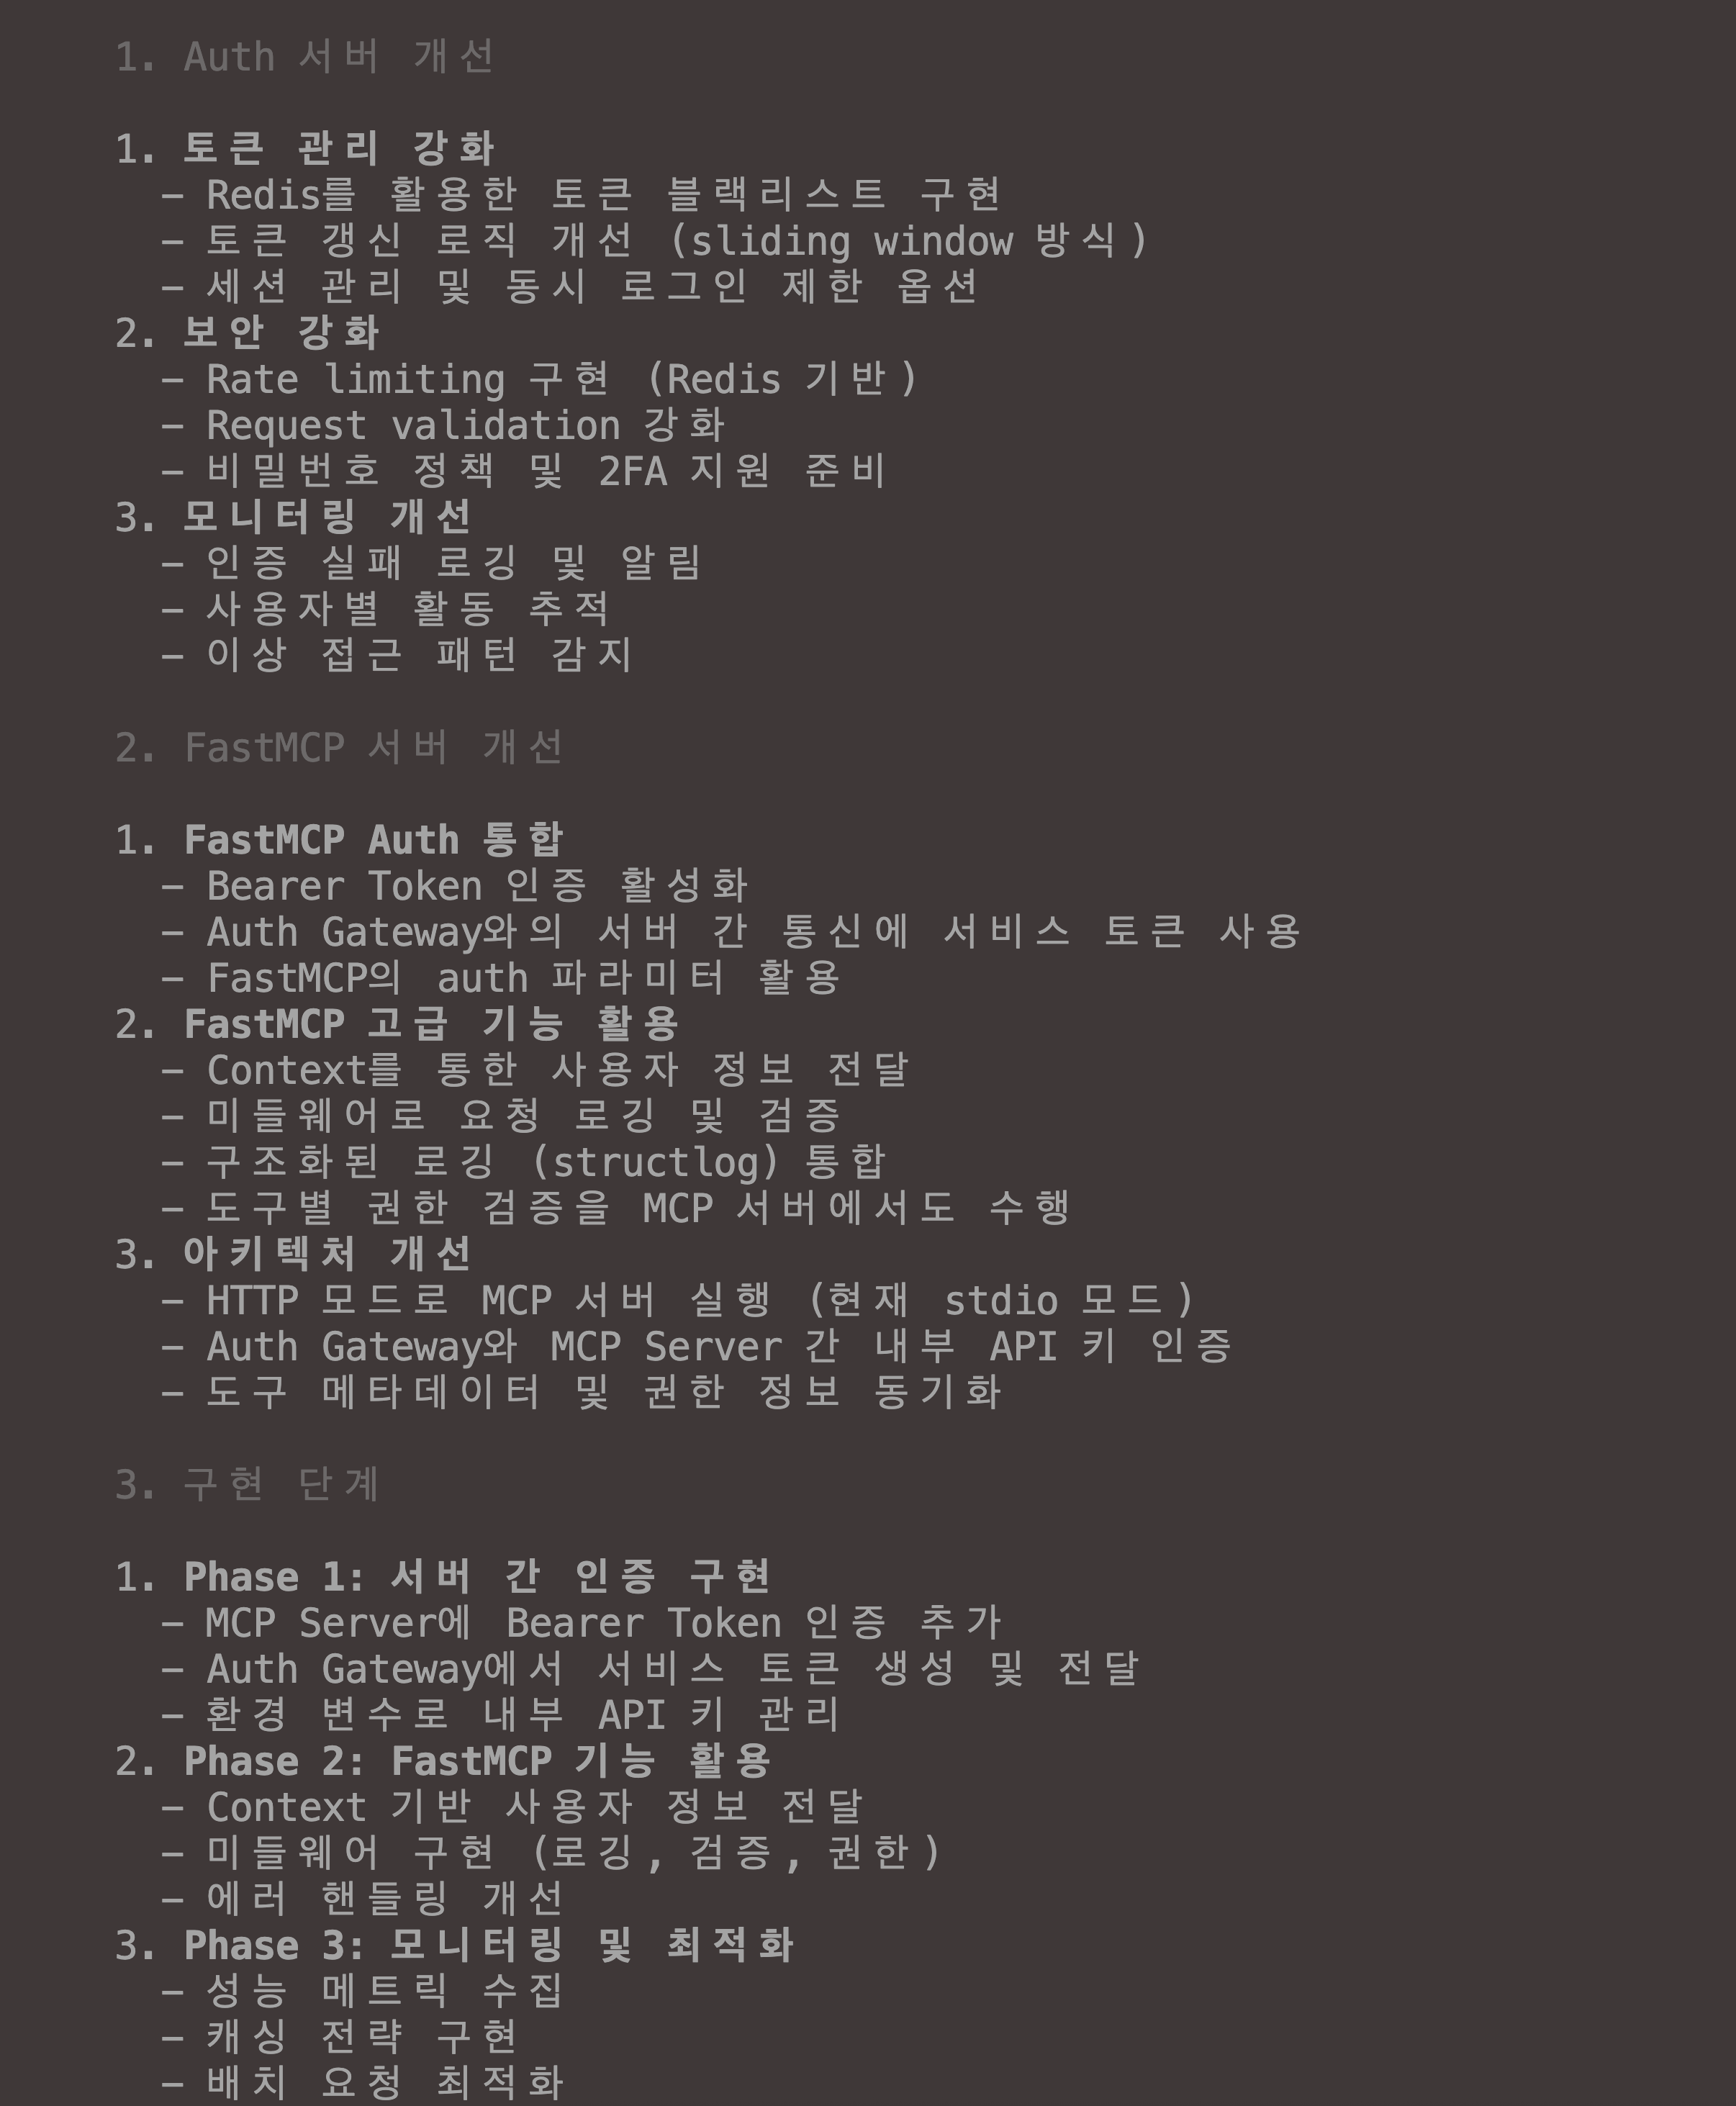 1. Auth 서버 개선
1. 토큰 관리 강화
– Redis를 활용한 토큰 블랙리스트 구현
– 토큰 갱신 로직 개선 (sliding window 방식)
– 세션 관리 및 동시 로그인 제한 옵션
2. 보안 강화
– Rate limiting 구현 (Redis 기반)
– Request validation 강화
– 비밀번호 정책 및 2FA 지원 준비
3. 모니터링 개선
– 인증 실패 로깅 및 알림
– 사용자별 활동 추적
– 이상 접근 패턴 감지
2. FastMCP 서버 개선
1. FastMCP Auth 통합
– Bearer Token 인증 활성화
– Auth Gateway와의 서버 간 통신에 서비스 토큰 사용
– FastMCP의 auth 파라미터 활용
2. FastMCP 고급 기능 활용
– Context를 통한 사용자 정보 전달
– 미들웨어로 요청 로깅 및 검증
– 구조화된 로깅 (structlog) 통합
– 도구별 권한 검증을 MCP 서버에서도 수행
3. 아키텍처 개선
– HTTP 모드로 MCP 서버 실행 (현재 stdio 모드)
– Auth Gateway와 MCP Server 간 내부 API 키 인증
– 도구 메타데이터 및 권한 정보 동기화
3. 구현 단계
1. Phase 1: 서버 간 인증 구현
– MCP Server에 Bearer Token 인증 추가
– Auth Gateway에서 서비스 토큰 생성 및 전달
– 환경 변수로 내부 API 키 관리
2. Phase 2: FastMCP 기능 활용
– Context 기반 사용자 정보 전달
– 미들웨어 구현 (로깅, 검증, 권한)
– 에러 핸들링 개선
3. Phase 3: 모니터링 및 최적화
– 성능 메트릭 수집
– 캐싱 전략 구현
– 배치 요청 최적화